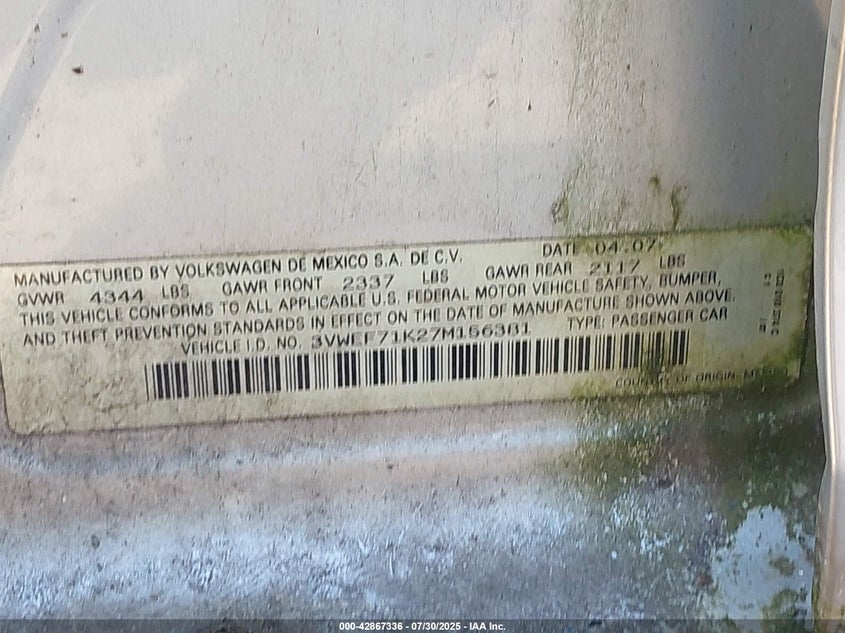 MANUFACTURED BY VOLKSWAGEN DE MEXICO S.A. DE C.V. DATE 04.07.
GVWR 4344 LBS GAWR FRONT 2337 LBS GAWR REAR 2117 LBS
THIS VEHICLE CONFORMS TO ALL APPLICABLE U.S. FEDERAL MOTOR VEHICLE SAFETY, BUMPER,
AND THEFT PREVENTION STANDARDS IN EFFECT ON THE DATE OF MANUFACTURE SHOWN ABOVE.
VEHICLE I.D. NO. 3VWEF71K27M156381 TYPE: PASSENGER CAR
COUNTRY OF ORIGIN:
000-42867336 - 07/30/2025 - IAA Inc.